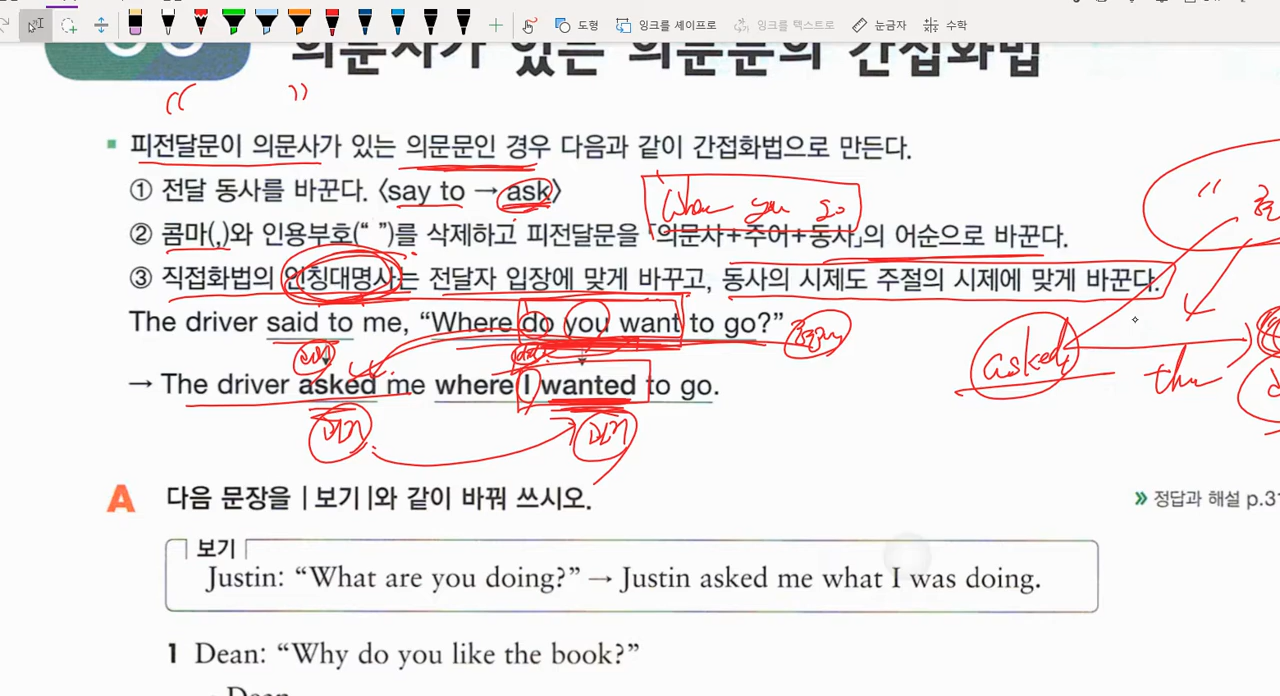 도형 잉크를 셰이프로 잉크를 텍스트로 눈금자 수학
의문사가 있는 의문문의 간접화법
“ ”
피전달문이 의문사가 있는 의문문인 경우 다음과 같이 간접화법으로 만든다.
① 전달 동사를 바꾼다. 〈say to → ask〉
you go
② 콤마(,)와 인용부호(“ ”)를 삭제하고 피전달문을 「의문사+주어+동사」의 어순으로 바꾼다.
③ 직접화법의 인칭대명사는 전달자 입장에 맞게 바꾸고, 동사의 시제도 주절의 시제에 맞게 바꾼다.
The driver said to me, “Where do you want to go?”
asked
→ The driver asked me where I wanted to go.
A 다음 문장을 | 보기 |와 같이 바꿔 쓰시오.
» 정답과 해설 p.31
보기
Justin: “What are you doing?” → Justin asked me what I was doing.
1 Dean: “Why do you like the book?”
→ Dean